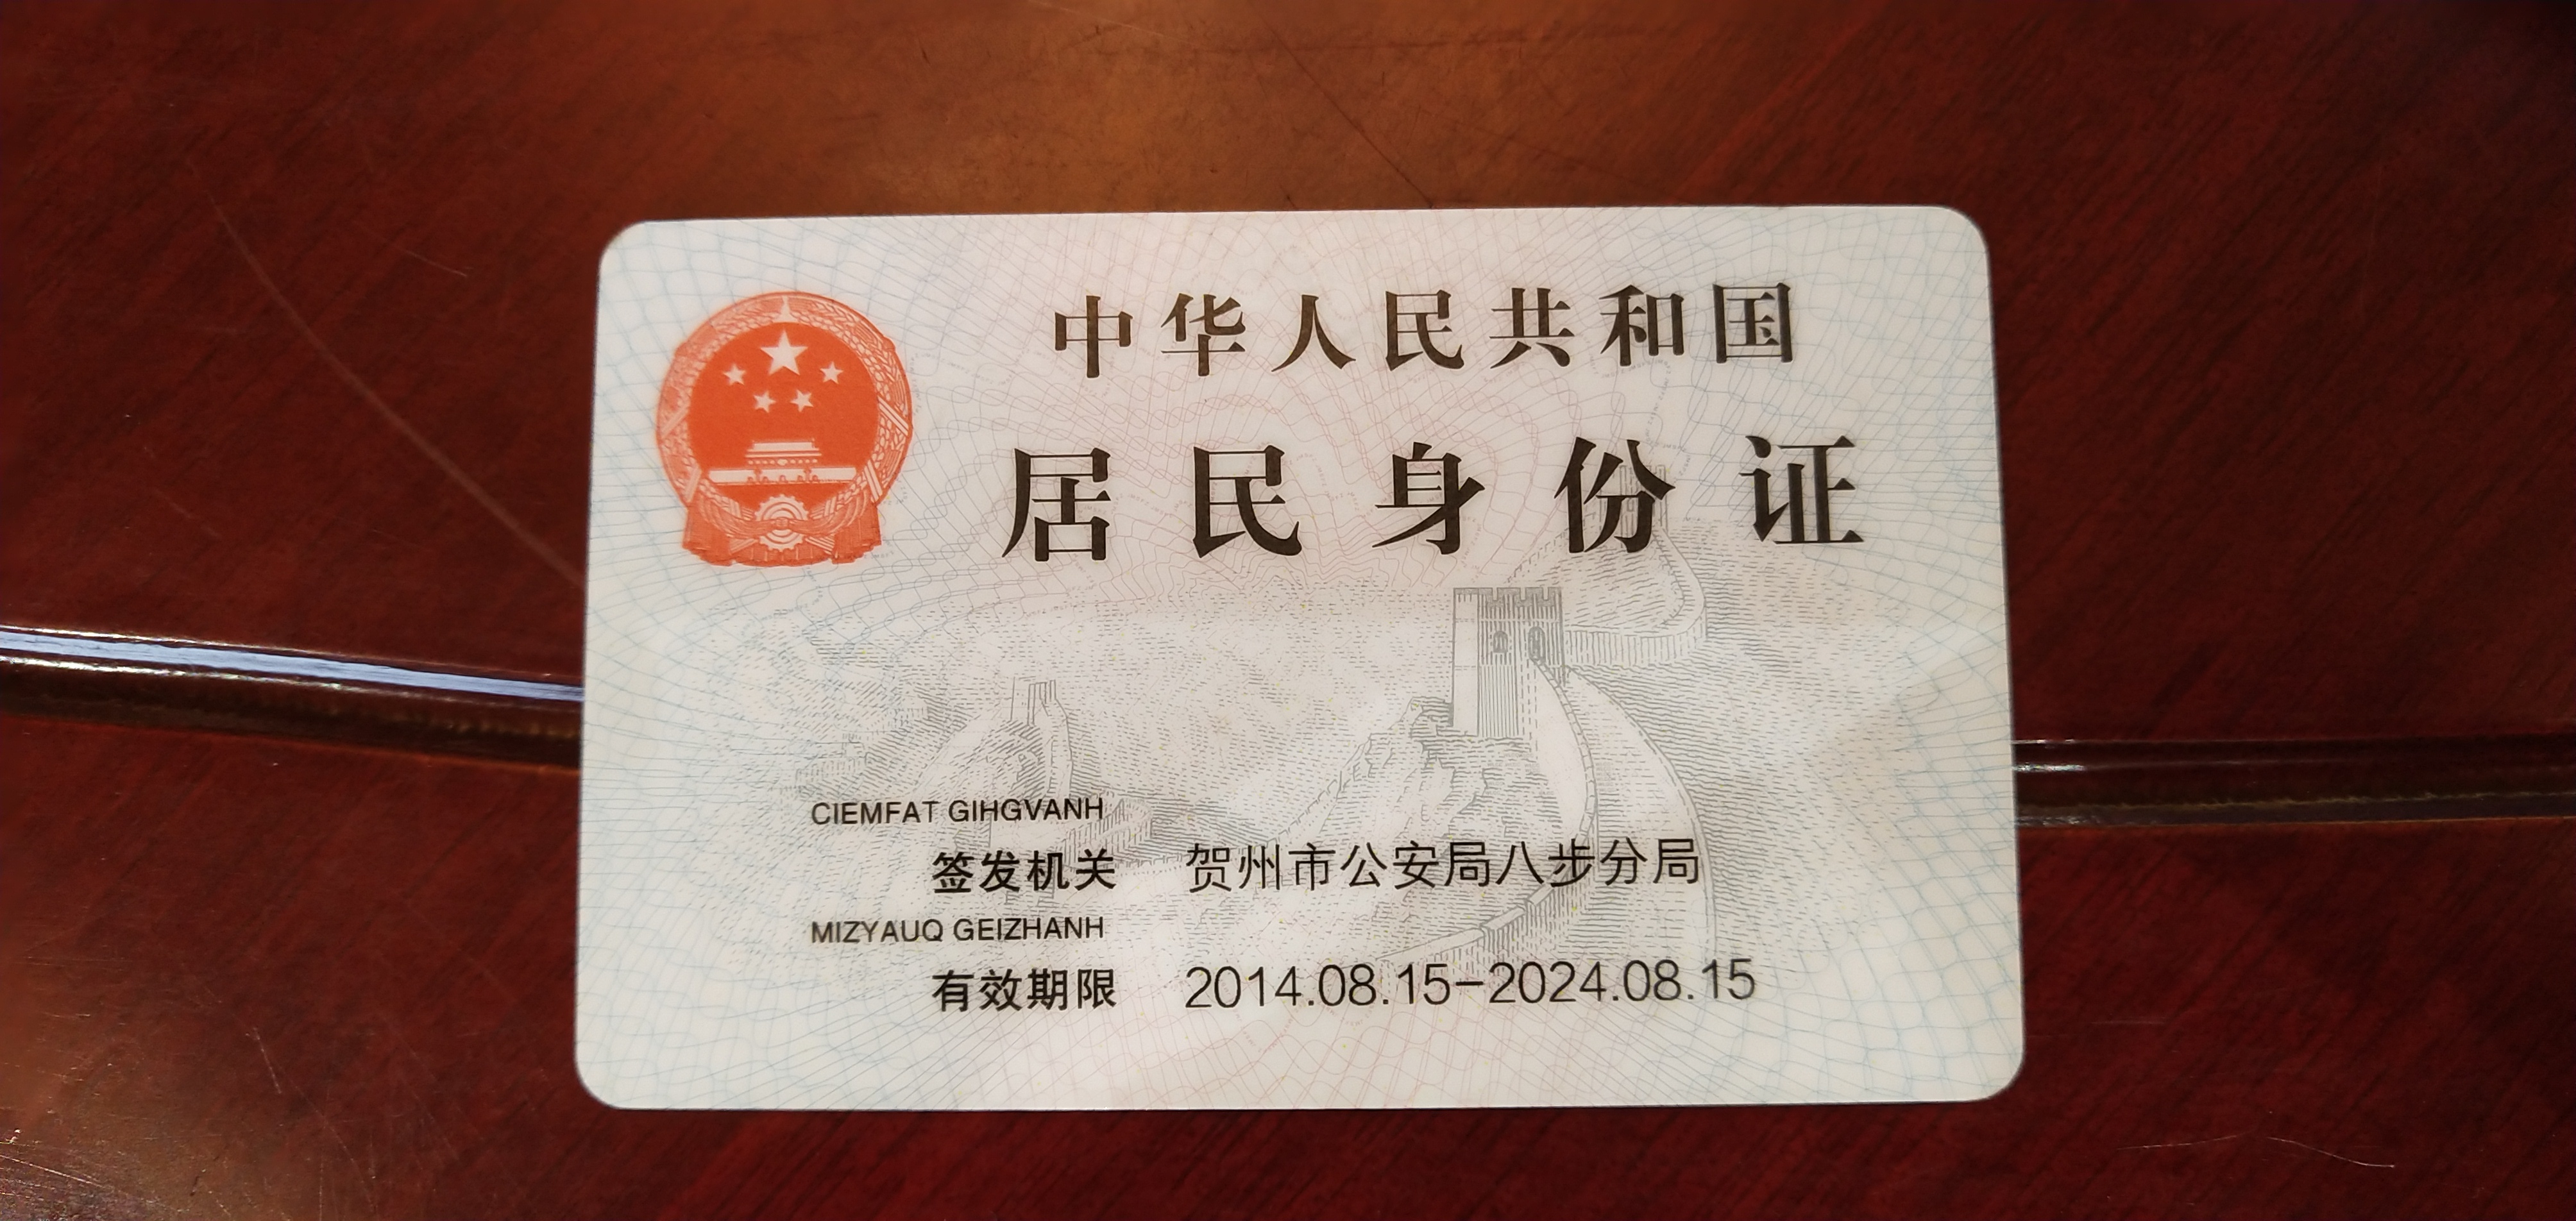 中华人民共和国
居民身份证
CIEMFAT GIHGVANH
签发机关 贺州市公安局八步分局
MIZYAUQ GEIZHANH
有效期限 2014.08.15-2024.08.15